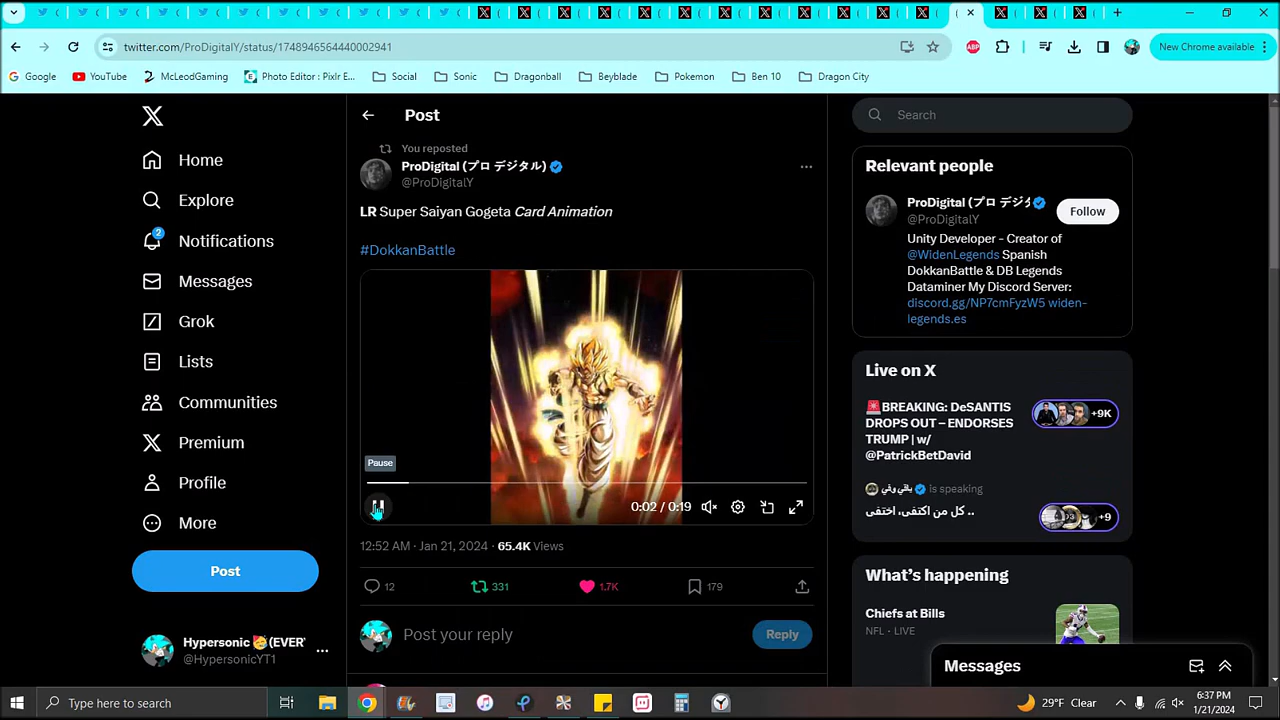 twitter.com/ProDigitalY/status/1748946564440002941
ABP
New Chrome available
Google
YouTube
McLeodGaming
Photo Editor : Pixlr E...
Social
Sonic
Dragonball
Beyblade
Pokemon
Ben 10
Dragon City
Home
Explore
2
Notifications
Messages
Grok
Lists
Communities
Premium
Profile
More
Post
Hypersonic 🥳(EVER
@HypersonicYT1
Post
You reposted
ProDigital (プロ デジタル)
@ProDigitalY
LR Super Saiyan Gogeta Card Animation
#DokkanBattle
Pause
0:02 / 0:19
12:52 AM · Jan 21, 2024 · 65.4K Views
12
331
1.7K
179
Post your reply
Reply
Search
Relevant people
ProDigital (プロ デジ
@ProDigitalY
Follow
Unity Developer - Creator of
@WidenLegends Spanish
DokkanBattle & DB Legends
Dataminer My Discord Server:
discord.gg/NP7cmFyzW5 widen-
legends.es
Live on X
🚨BREAKING: DeSANTIS
DROPS OUT – ENDORSES
TRUMP | w/
@PatrickBetDavid
+9K
باقي وفي is speaking
كل من اكتفى، اختفى ..
+9
What's happening
Chiefs at Bills
NFL · LIVE
Messages
Type here to search
29°F Clear
6:37 PM
1/21/2024